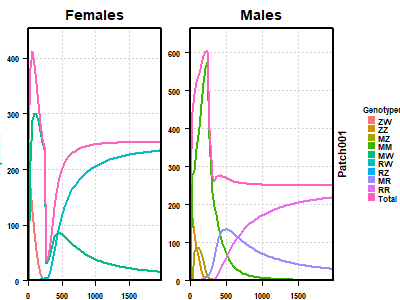 Females
Males
400
300
200
100
0
0
500
1000
1500
600
500
400
300
200
100
0
0
500
1000
1500
Patch001
Genotype
ZW
ZZ
MZ
MM
MW
RW
RZ
MR
RR
Total